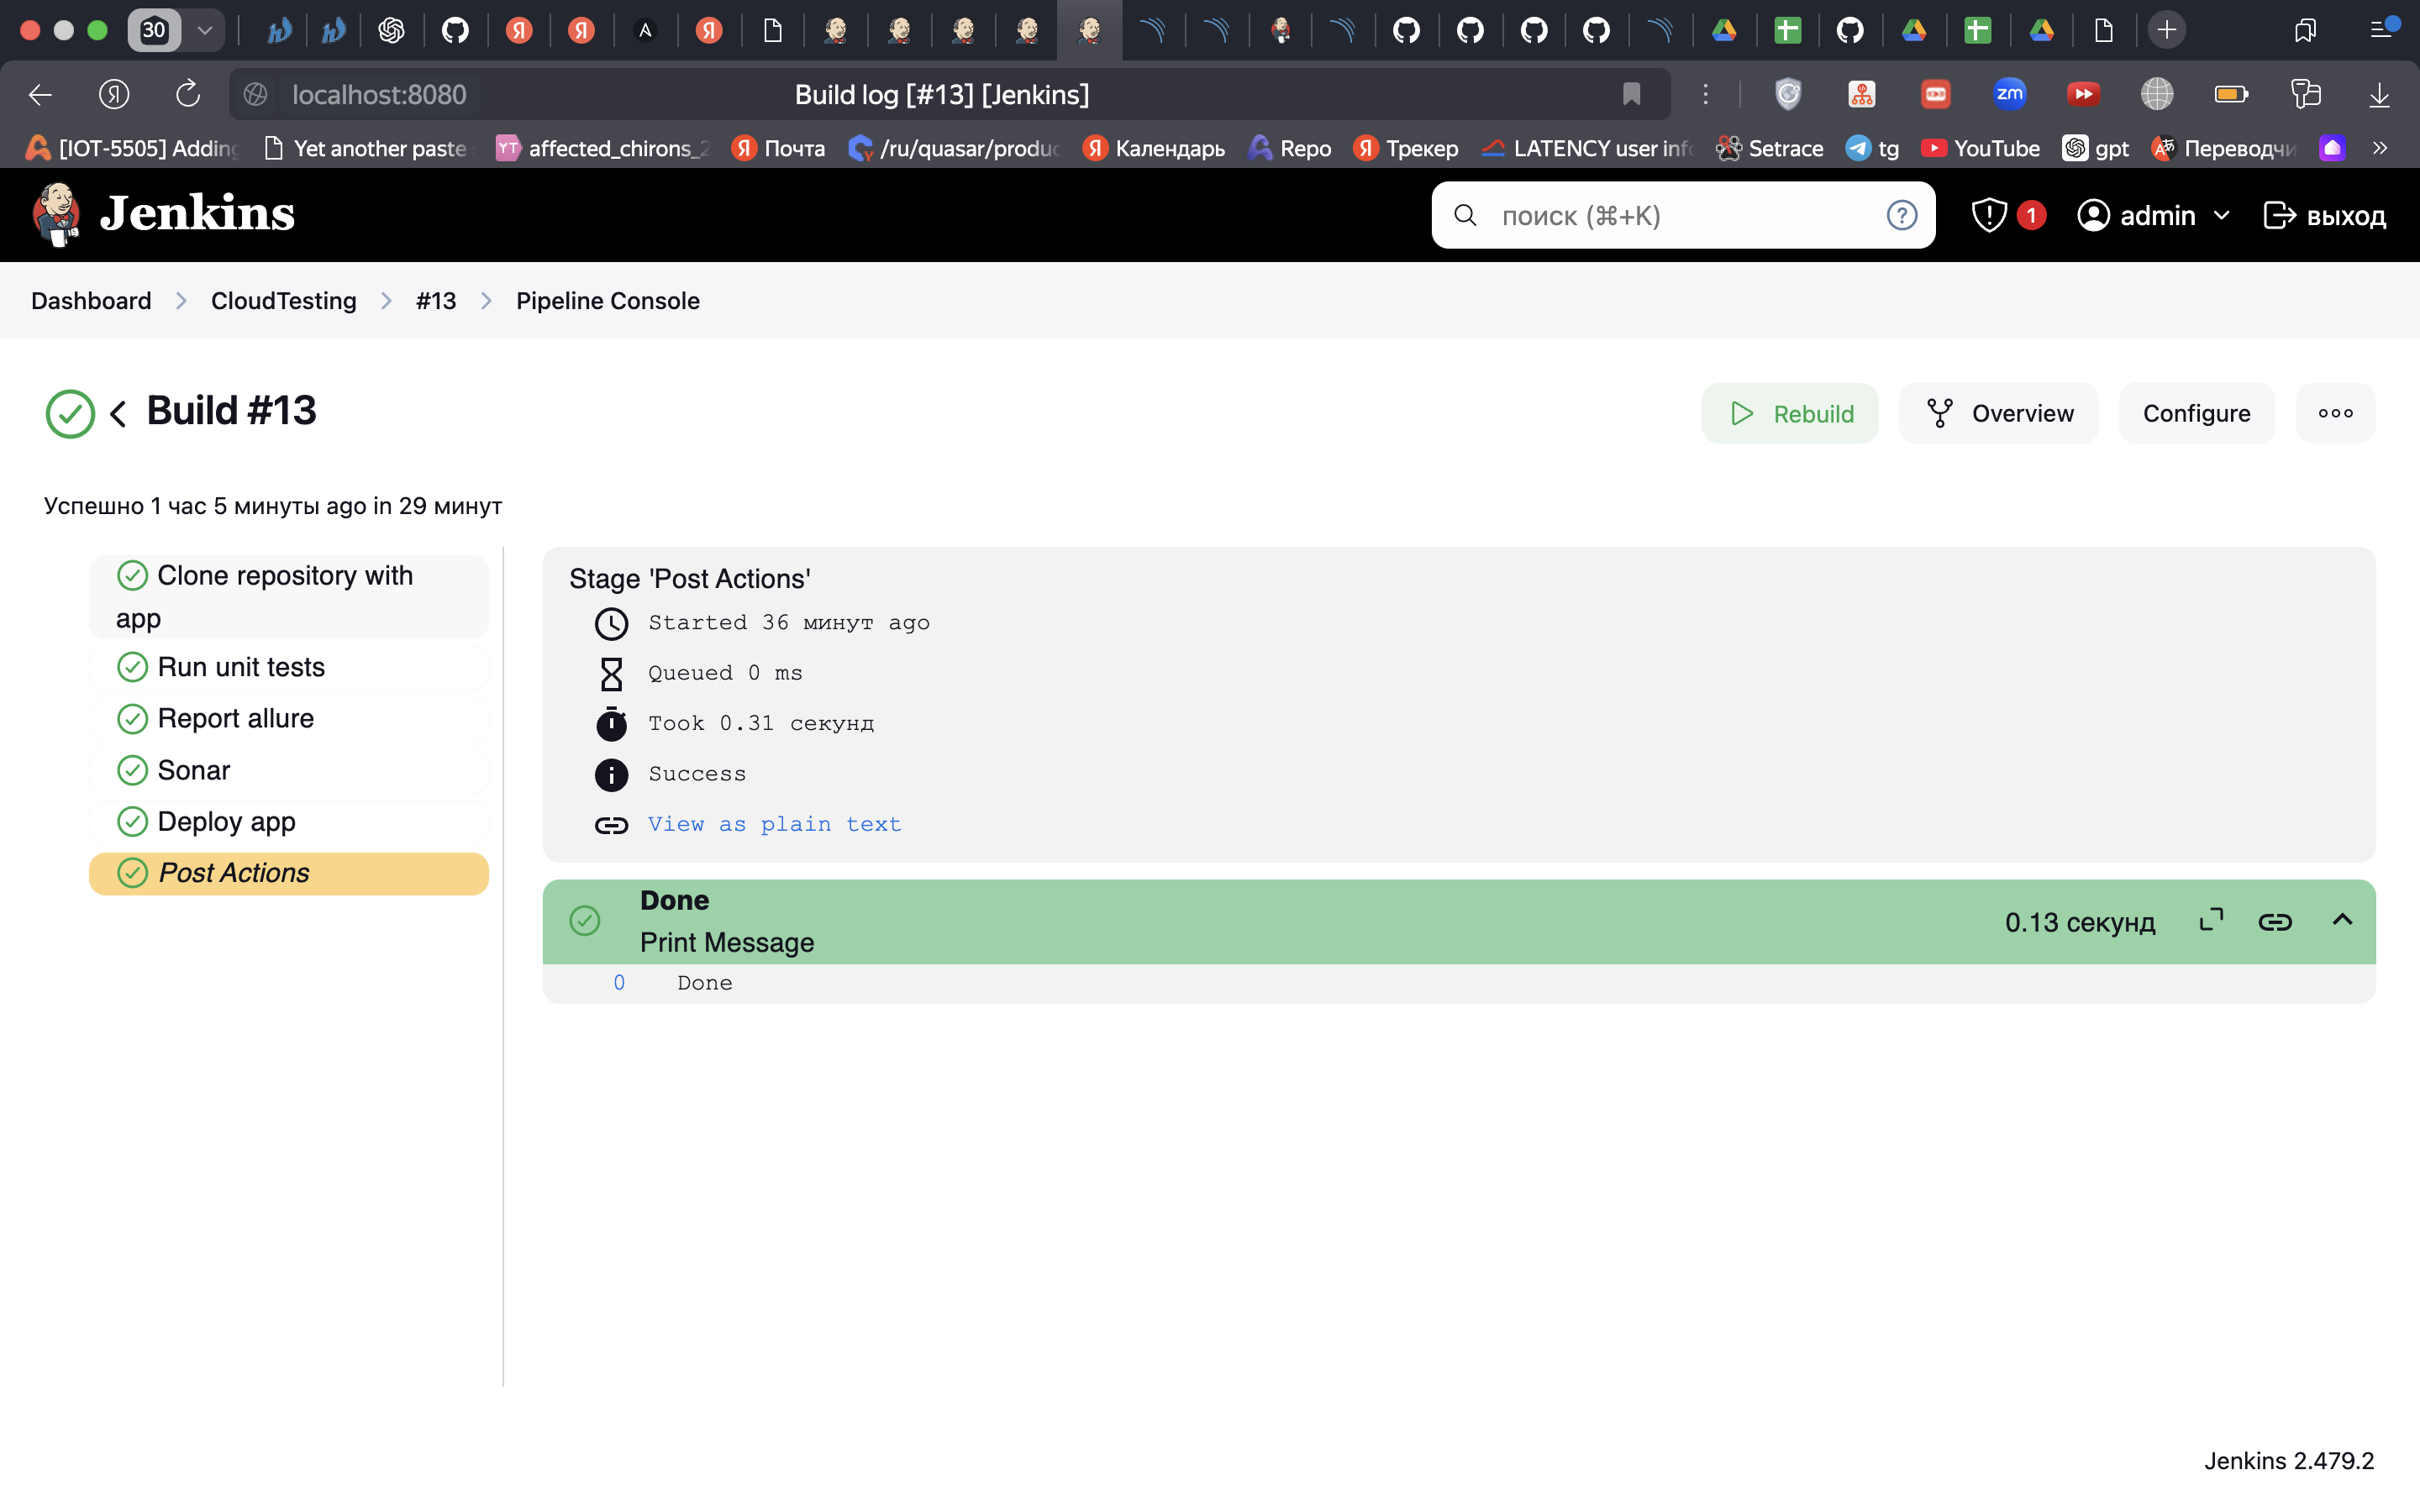 30
localhost:8080
Build log [#13] [Jenkins]
zm
[IOT-5505] Adding
Yet another paste
YT affected_chirons_2
Я Почта
/ru/quasar/produc
Я Календарь
Repo
Я Трекер
LATENCY user info
Setrace
tg
YouTube
gpt
Переводчи
Jenkins
поиск (⌘+K)
1
admin
выход
Dashboard
CloudTesting
#13
Pipeline Console
Build #13
Rebuild
Overview
Configure
Успешно 1 час 5 минуты ago in 29 минут
Clone repository with
app
Run unit tests
Report allure
Sonar
Deploy app
Post Actions
Stage 'Post Actions'
Started 36 минут ago
Queued 0 ms
Took 0.31 секунд
Success
View as plain text
Done
Print Message
0.13 секунд
0 Done
Jenkins 2.479.2